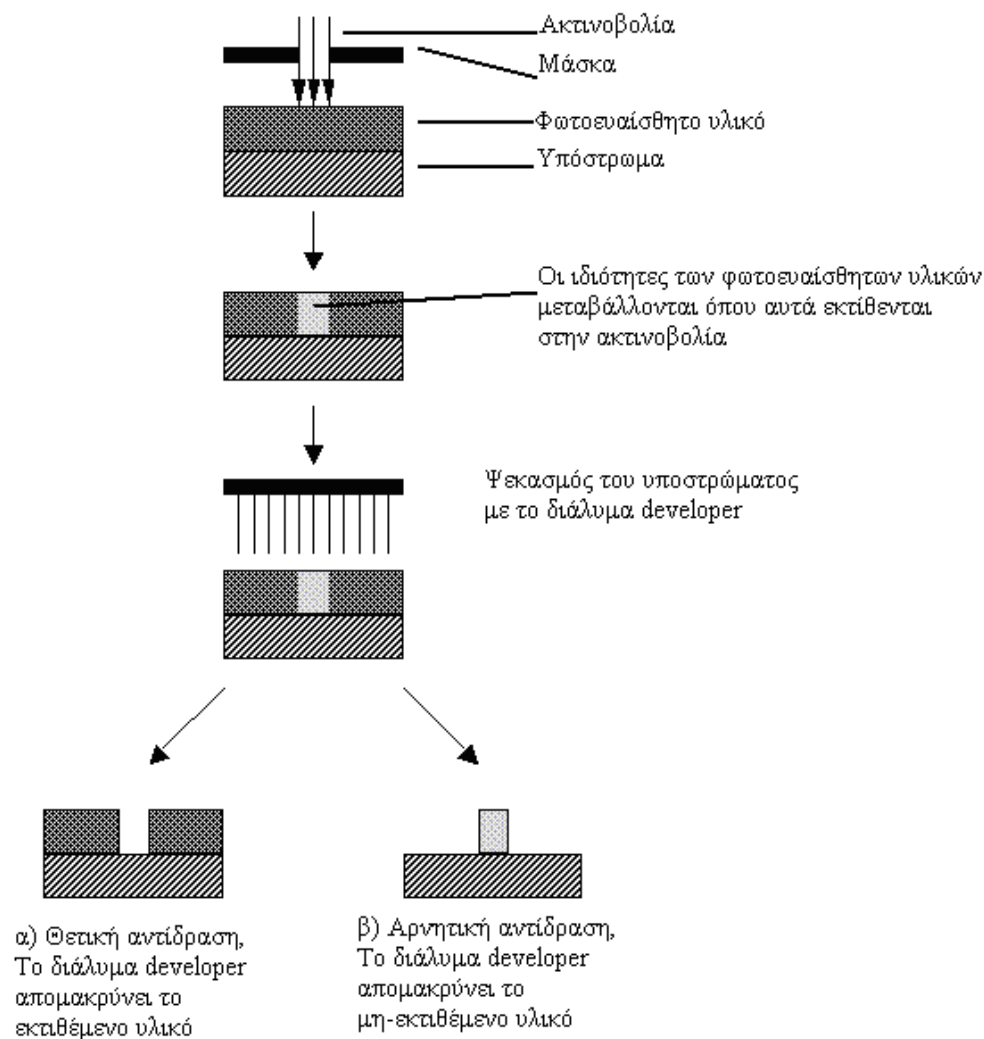 Ακτινοβολία
Μάσκα
Φωτοευαίσθητο υλικό
Υπόστρωμα
Οι ιδιότητες των φωτοευαίσθητων υλικών
μεταβάλλονται όπου αυτά εκτίθενται
στην ακτινοβολία
Ψεκασμός του υποστρώματος
με το διάλυμα developer
α) Θετική αντίδραση,
Το διάλυμα developer
απομακρύνει το
εκτιθέμενο υλικό
β) Αρνητική αντίδραση,
Το διάλυμα developer
απομακρύνει το
μη-εκτιθέμενο υλικό